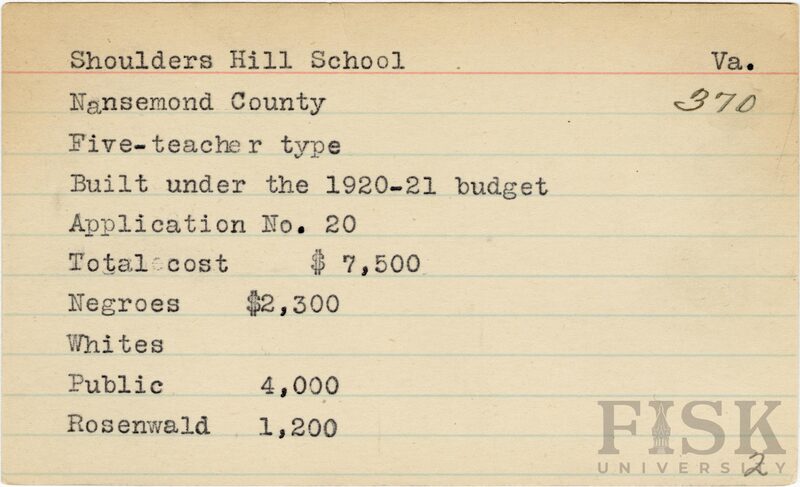 Shoulders Hill School Va.
Nansemond County 370
Five-teacher type
Built under the 1920-21 budget
Application No. 20
Total cost $ 7,500
Negroes $2,300
Whites
Public 4,000
Rosenwald 1,200
FISK
UNIVERSITY
2